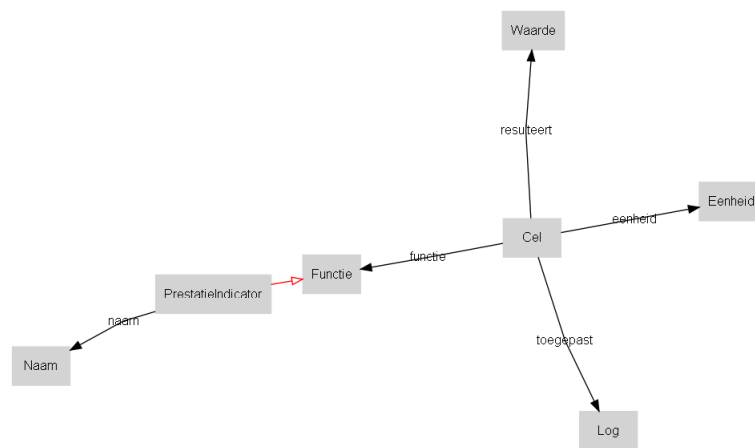 Waarde
resulteert
Eenheid
eenheid
Cel
functie
Functie
PrestatieIndicator
naam
toegepast
Naam
Log